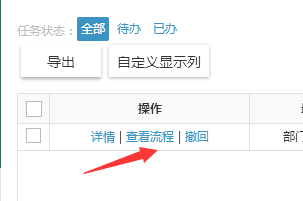 任务状态： 全部 待办 已办
导出 自定义显示列
操作
详情 | 查看流程 | 撤回 部门